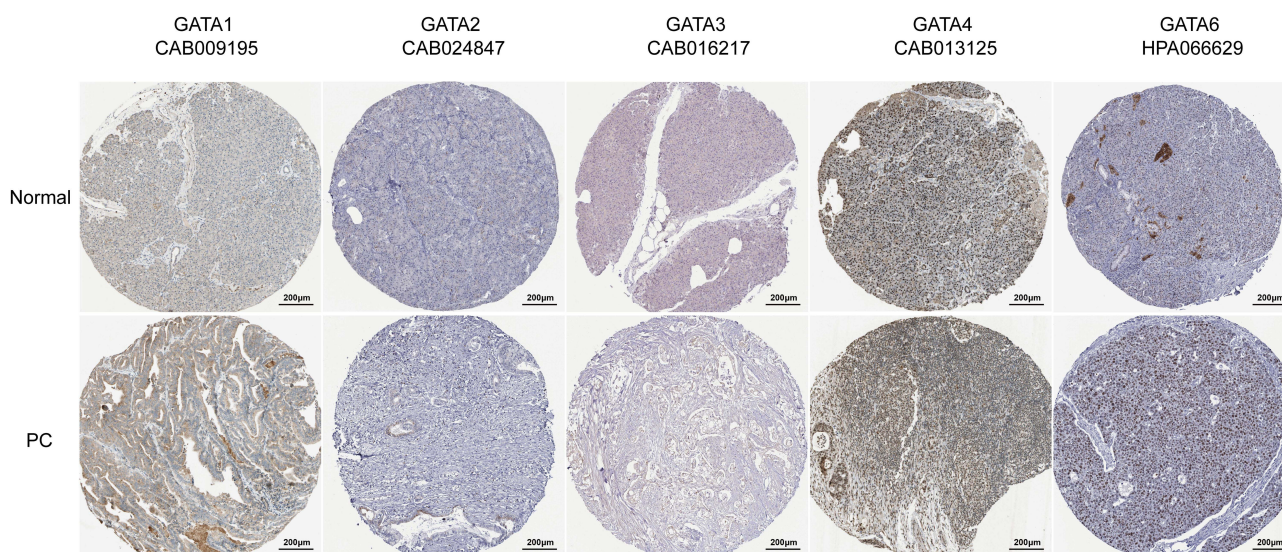 GATA1
CAB009195
GATA2
CAB024847
GATA3
CAB016217
GATA4
CAB013125
GATA6
HPA066629
Normal
200μm
200μm
200μm
200μm
200μm
PC
200μm
200μm
200μm
200μm
200μm